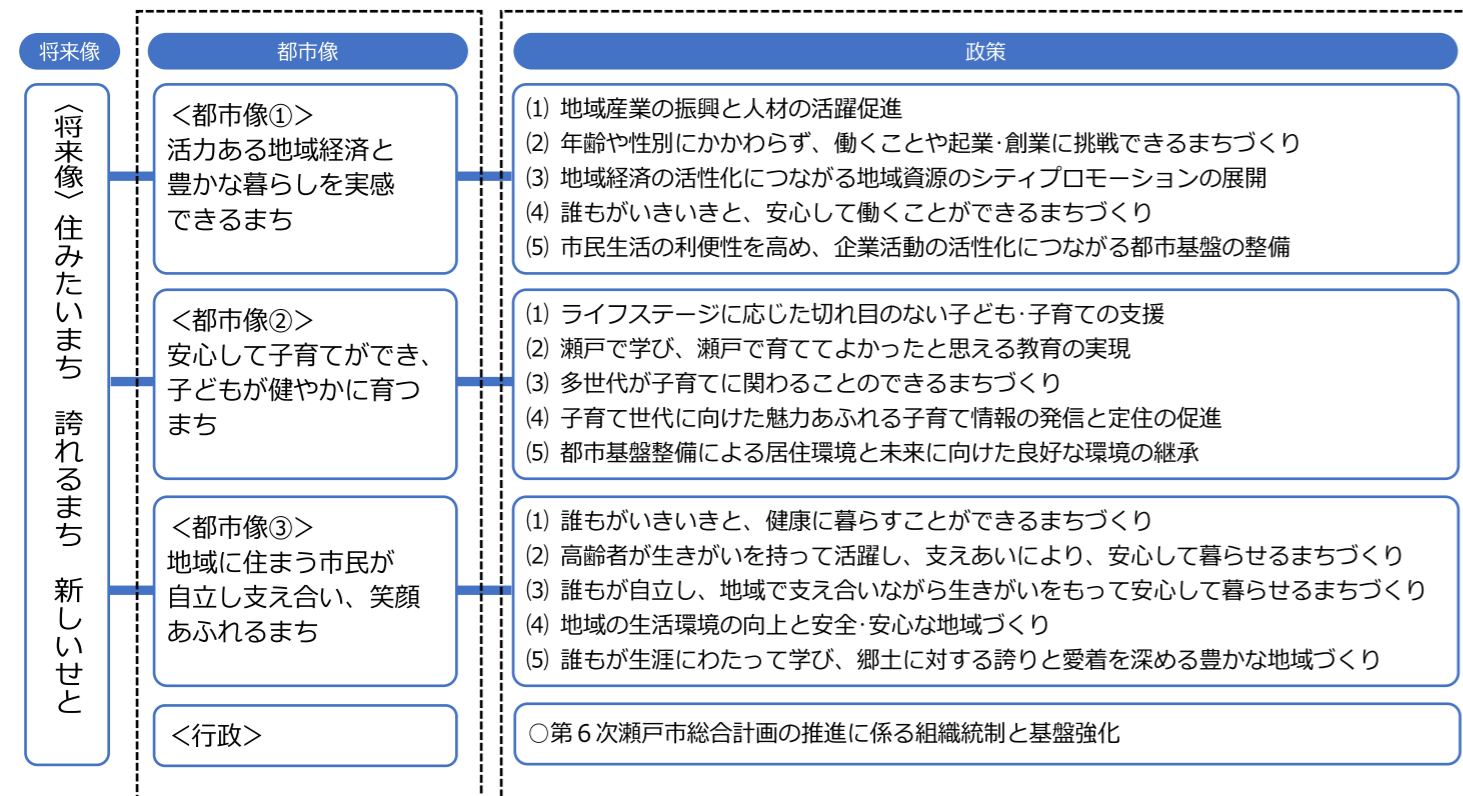 将来像
都市像
政策
〈将来像〉住みたいまち　誇れるまち　新しいせと
＜都市像①＞
活力ある地域経済と
豊かな暮らしを実感
できるまち
⑴ 地域産業の振興と人材の活躍促進
⑵ 年齢や性別にかかわらず、働くことや起業･創業に挑戦できるまちづくり
⑶ 地域経済の活性化につながる地域資源のシティプロモーションの展開
⑷ 誰もがいきいきと、安心して働くことができるまちづくり
⑸ 市民生活の利便性を高め、企業活動の活性化につながる都市基盤の整備
＜都市像②＞
安心して子育てができ、
子どもが健やかに育つ
まち
⑴ ライフステージに応じた切れ目のない子ども･子育ての支援
⑵ 瀬戸で学び、瀬戸で育ててよかったと思える教育の実現
⑶ 多世代が子育てに関わることのできるまちづくり
⑷ 子育て世代に向けた魅力あふれる子育て情報の発信と定住の促進
⑸ 都市基盤整備による居住環境と未来に向けた良好な環境の継承
＜都市像③＞
地域に住まう市民が
自立し支え合い、笑顔
あふれるまち
⑴ 誰もがいきいきと、健康に暮らすことができるまちづくり
⑵ 高齢者が生きがいを持って活躍し、支えあいにより、安心して暮らせるまちづくり
⑶ 誰もが自立し、地域で支え合いながら生きがいをもって安心して暮らせるまちづくり
⑷ 地域の生活環境の向上と安全･安心な地域づくり
⑸ 誰もが生涯にわたって学び、郷土に対する誇りと愛着を深める豊かな地域づくり
＜行政＞
○第６次瀬戸市総合計画の推進に係る組織統制と基盤強化